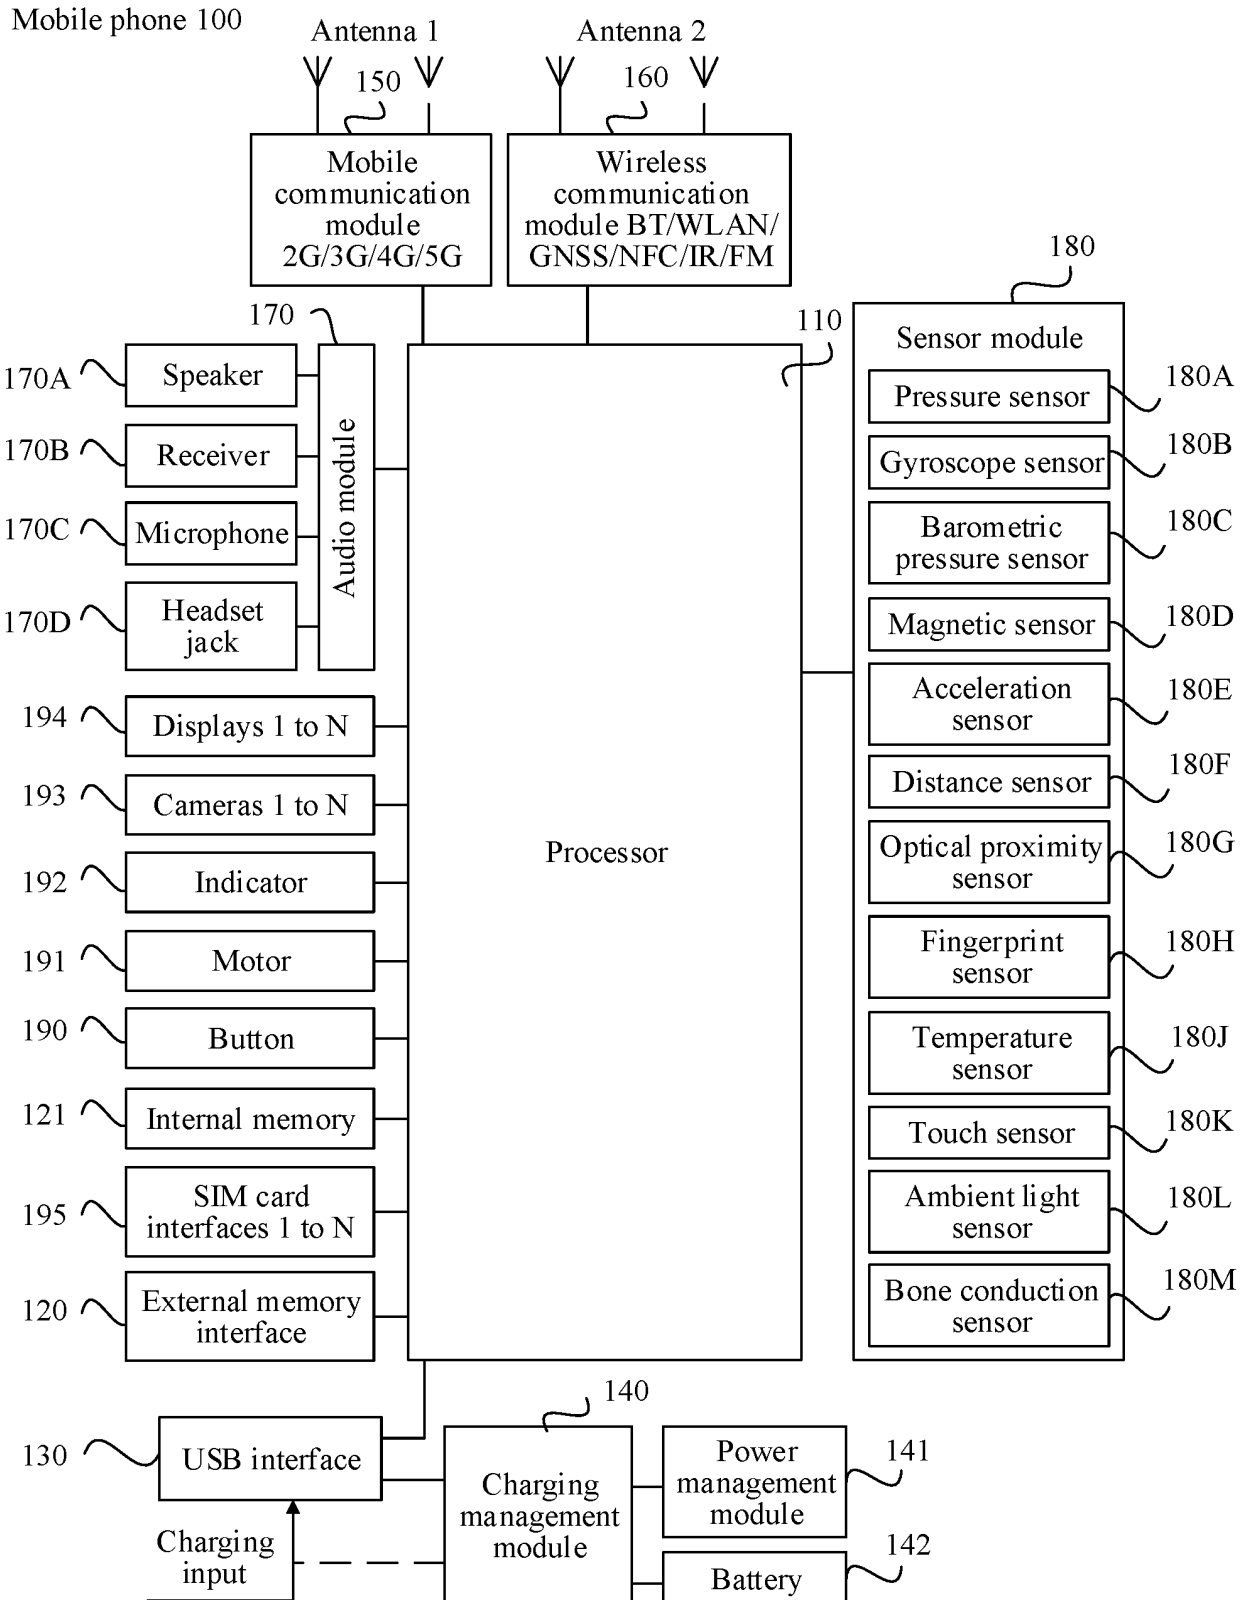 Mobile phone 100
Antenna 1
Antenna 2
150
160
Mobile
communication
module
2G/3G/4G/5G
Wireless
communication
module BT/WLAN/
GNSS/NFC/IR/FM
170
110
180
170A
Speaker
170B
Receiver
170C
Microphone
170D
Headset
jack
Audio module
194
Displays 1 to N
193
Cameras 1 to N
192
Indicator
191
Motor
190
Button
121
Internal memory
195
SIM card
interfaces 1 to N
120
External memory
interface
Processor
Sensor module
Pressure sensor
180A
Gyroscope sensor
180B
Barometric
pressure sensor
180C
Magnetic sensor
180D
Acceleration
sensor
180E
Distance sensor
180F
Optical proximity
sensor
180G
Fingerprint
sensor
180H
Temperature
sensor
180J
Touch sensor
180K
Ambient light
sensor
180L
Bone conduction
sensor
180M
130
USB interface
Charging
input
140
Charging
management
module
Power
management
module
141
Battery
142